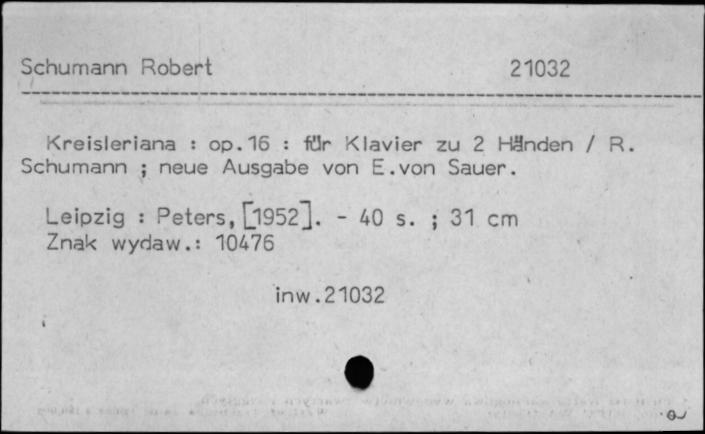 Schumann Robert 21032
Kreisleriana : op.16 : für Klavier zu 2 Händen / R.
Schumann ; neue Ausgabe von E.von Sauer.
Leipzig : Peters, [1952]. - 40 s. ; 31 cm
Znak wydaw.: 10476
inw.21032